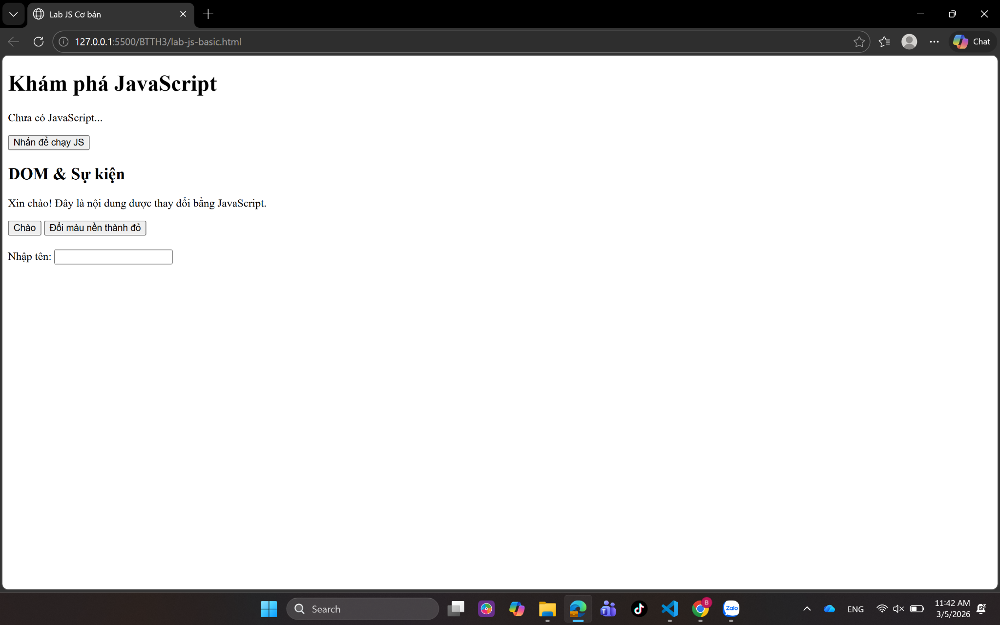 Lab JS Cơ bản
127.0.0.1:5500/BTTH3/lab-js-basic.html
Chat
Khám phá JavaScript
Chưa có JavaScript...
Nhấn để chạy JS
DOM & Sự kiện
Xin chào! Đây là nội dung được thay đổi bằng JavaScript.
Chào Đổi màu nền thành đỏ
Nhập tên:
Search
T
B
Zalo
ENG
11:42 AM
3/5/2026